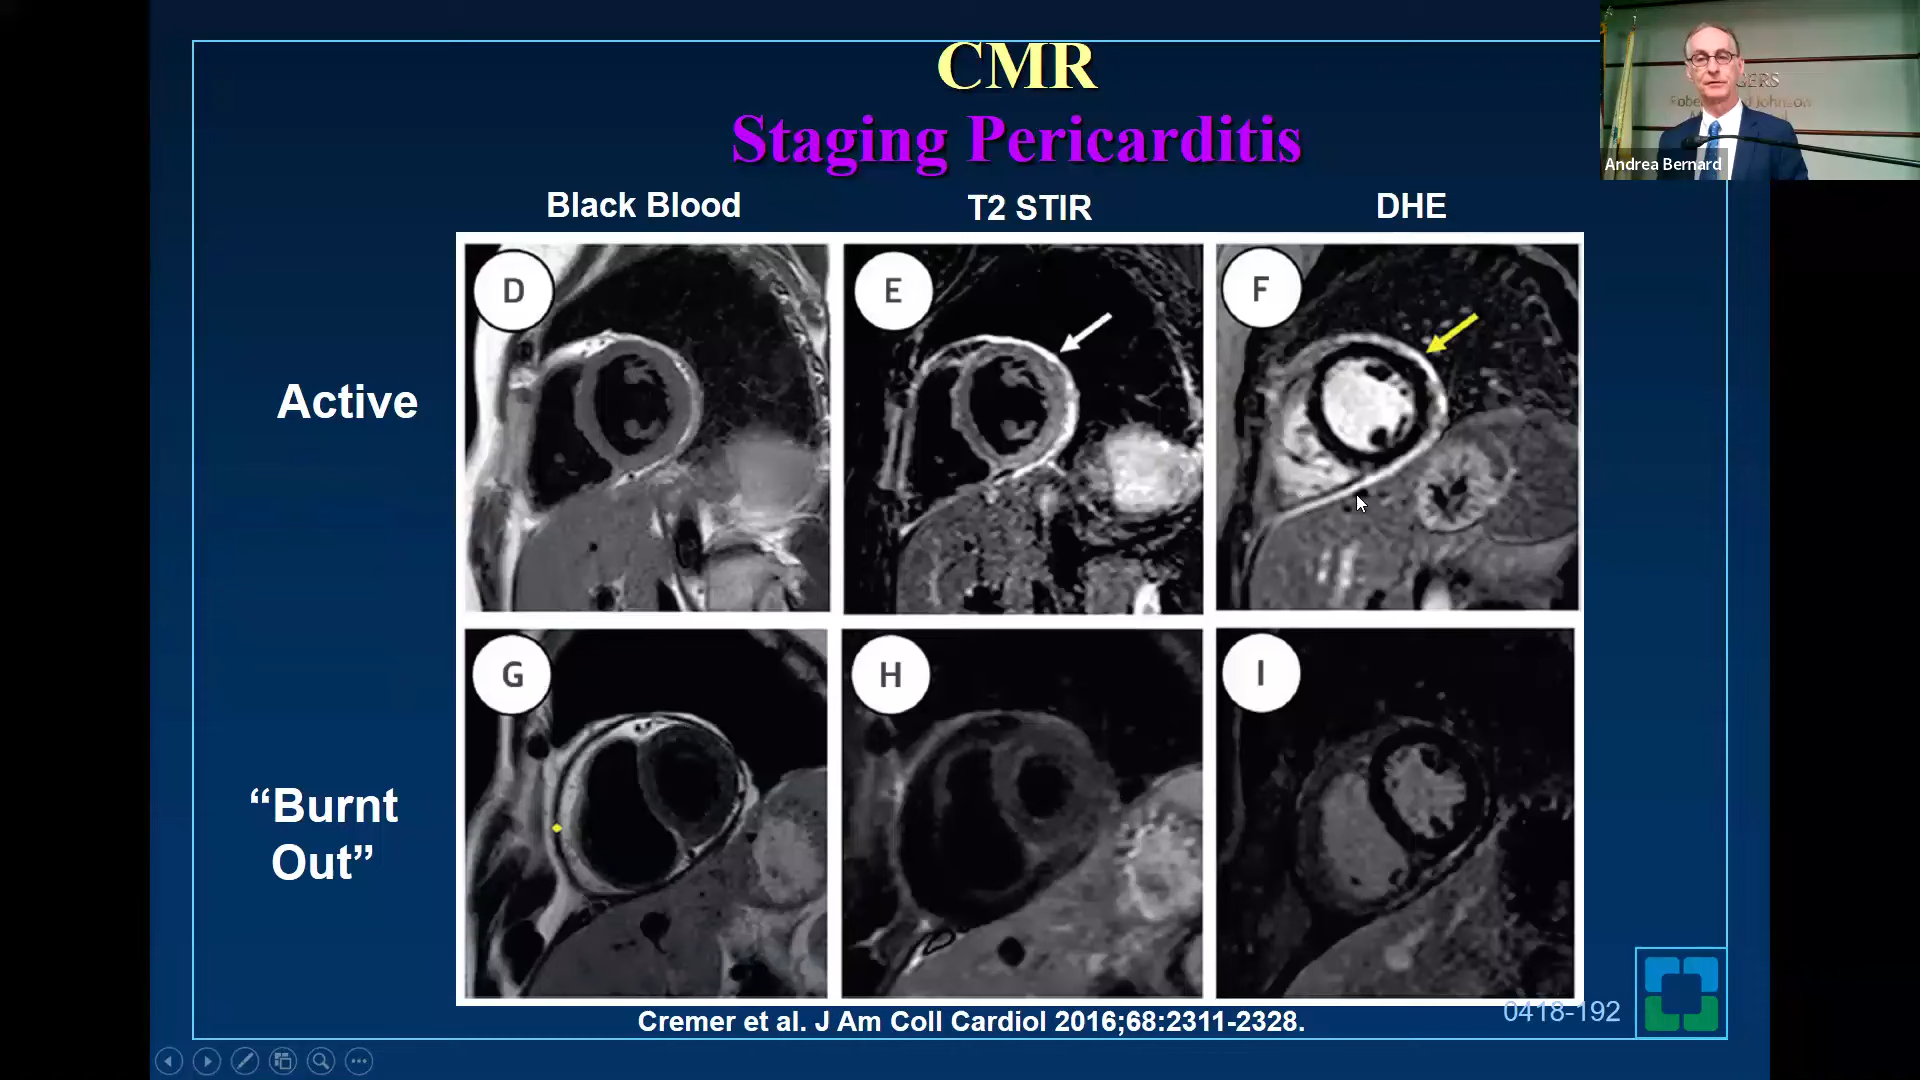 CMR
Staging Pericarditis
Andrea Bernard
Black Blood
T2 STIR
DHE
D
E
F
Active
G
H
I
“Burnt
Out”
Cremer et al. J Am Coll Cardiol 2016;68:2311-2328.
0418-192